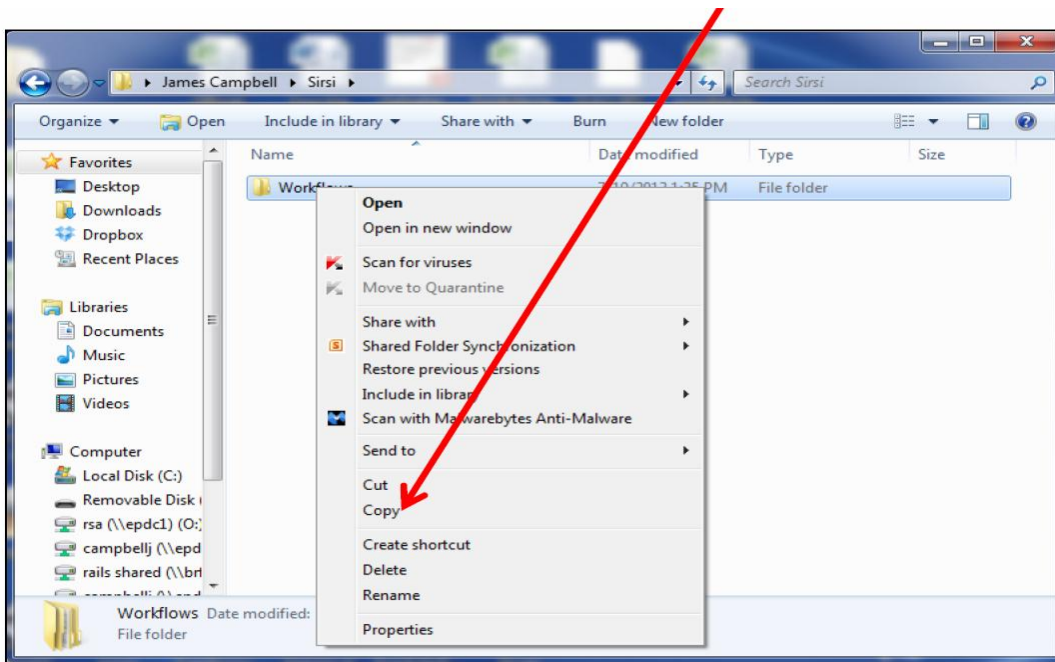 James Campbell Sirsi
Search Sirsi
Organize Open Include in library Share with Burn New folder
Name Date modified Type Size
Favorites
Desktop
Downloads
Dropbox
Recent Places
Libraries
Documents
Music
Pictures
Videos
Computer
Local Disk (C:)
Removable Disk (
rsa (\\epdc1) (O:)
campbellj (\\epd
rails shared (\\brl
Workflows 1:25 PM File folder
Open
Open in new window
Scan for viruses
Move to Quarantine
Share with
Shared Folder Synchronization
Restore previous versions
Include in library
Scan with Malwarebytes Anti-Malware
Send to
Cut
Copy
Create shortcut
Delete
Rename
Properties
Workflows Date modified:
File folder